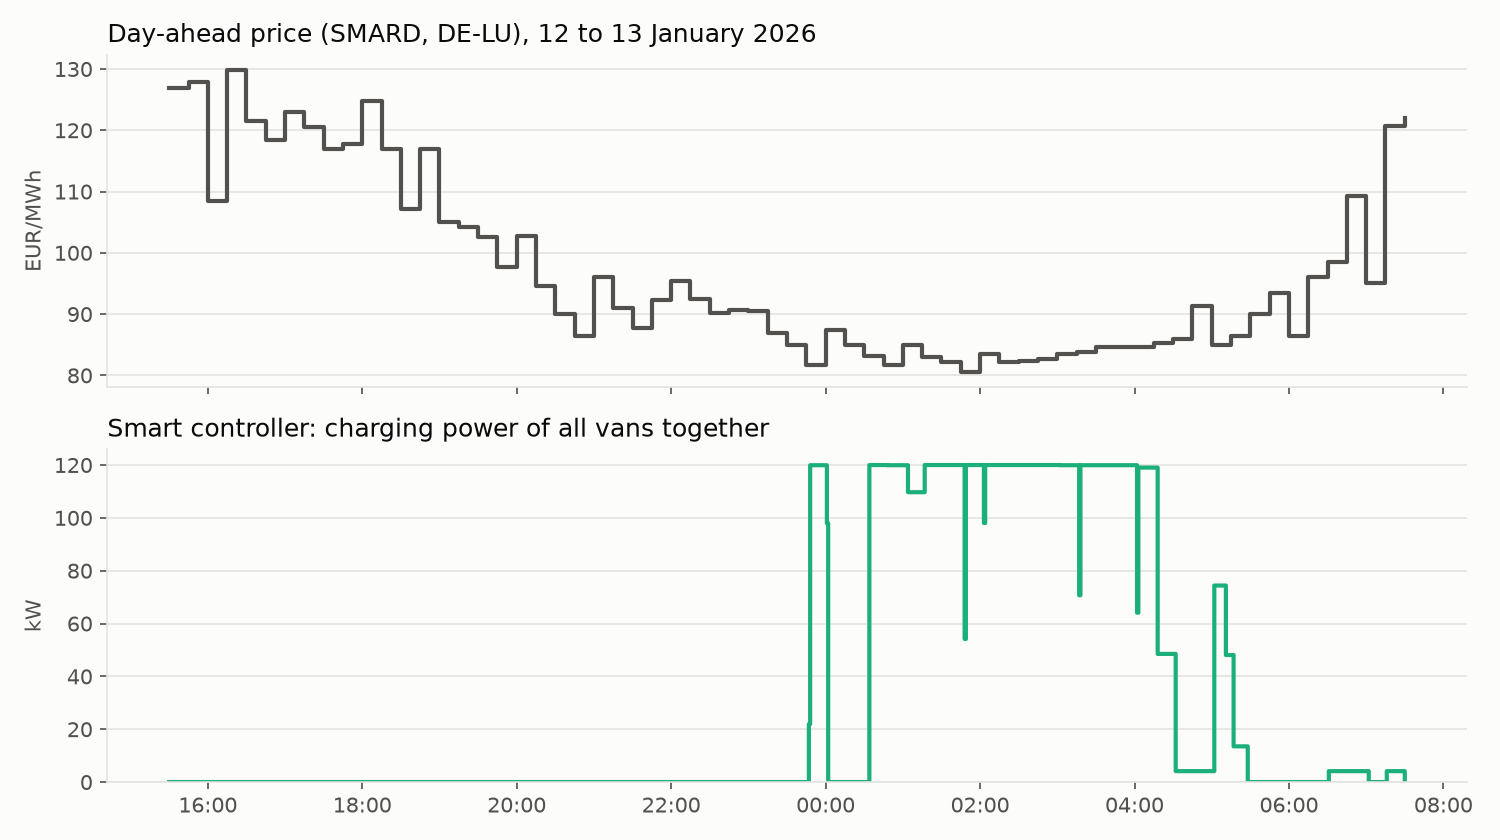 Day-ahead price (SMARD, DE-LU), 12 to 13 January 2026
130
120
110
100
90
80
EUR/MWh
Smart controller: charging power of all vans together
120
100
80
60
40
20
0
kW
16:00 18:00 20:00 22:00 00:00 02:00 04:00 06:00 08:00